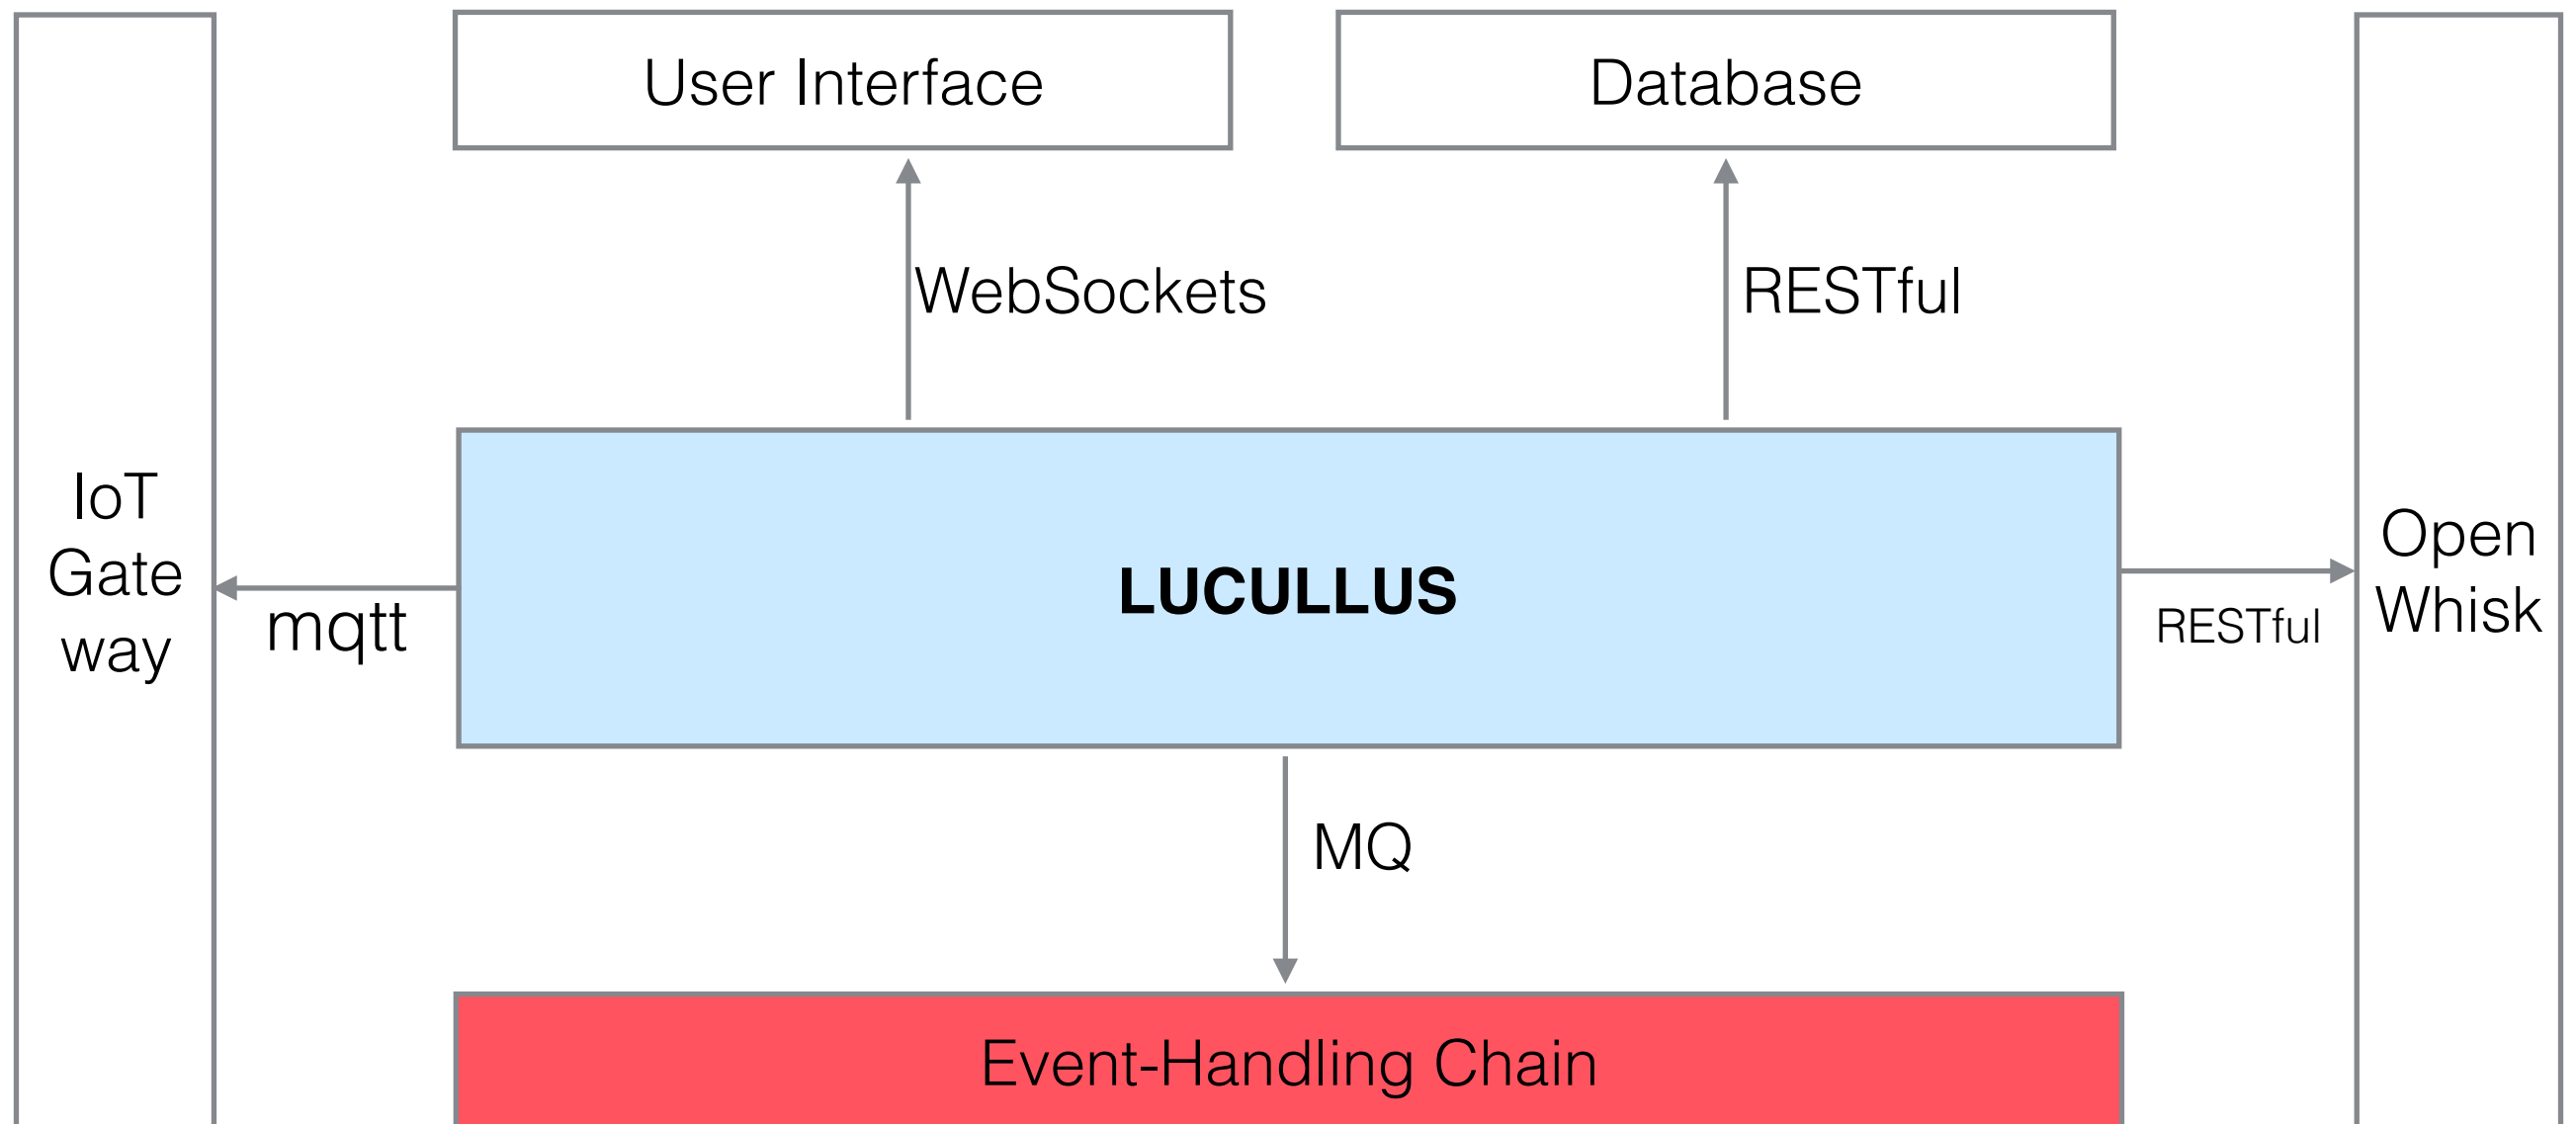 User Interface
Database
WebSockets
RESTful
IoT
Gate
way
mqtt
LUCULLUS
Open
Whisk
RESTful
MQ
Event-Handling Chain